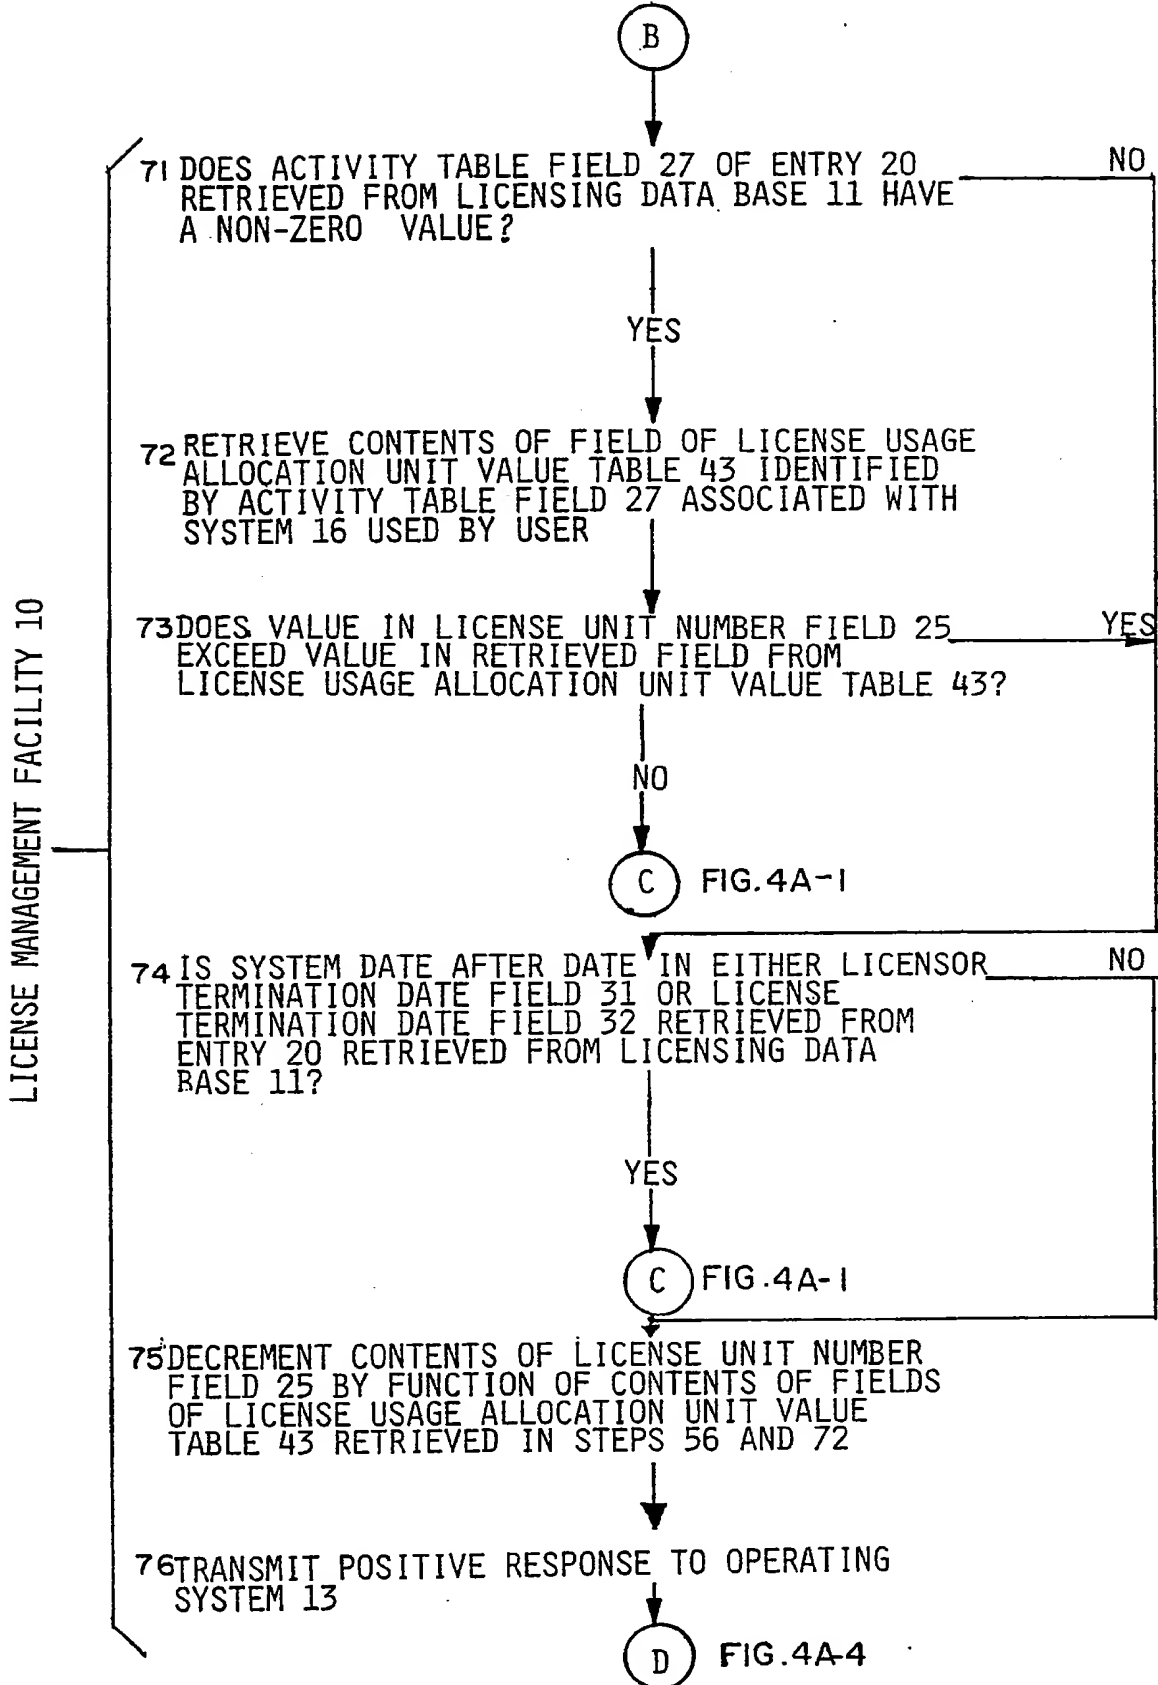 B
71 DOES ACTIVITY TABLE FIELD 27 OF ENTRY 20
RETRIEVED FROM LICENSING DATA BASE 11 HAVE
A NON-ZERO VALUE?
NO
YES
72 RETRIEVE CONTENTS OF FIELD OF LICENSE USAGE
ALLOCATION UNIT VALUE TABLE 43 IDENTIFIED
BY ACTIVITY TABLE FIELD 27 ASSOCIATED WITH
SYSTEM 16 USED BY USER
73 DOES VALUE IN LICENSE UNIT NUMBER FIELD 25
EXCEED VALUE IN RETRIEVED FIELD FROM
LICENSE USAGE ALLOCATION UNIT VALUE TABLE 43?
YES
NO
C FIG.4A-1
LICENSE MANAGEMENT FACILITY 10
74 IS SYSTEM DATE AFTER DATE IN EITHER LICENSOR
TERMINATION DATE FIELD 31 OR LICENSE
TERMINATION DATE FIELD 32 RETRIEVED FROM
ENTRY 20 RETRIEVED FROM LICENSING DATA
BASE 11?
NO
YES
C FIG.4A-1
75 DECREMENT CONTENTS OF LICENSE UNIT NUMBER
FIELD 25 BY FUNCTION OF CONTENTS OF FIELDS
OF LICENSE USAGE ALLOCATION UNIT VALUE
TABLE 43 RETRIEVED IN STEPS 56 AND 72
76 TRANSMIT POSITIVE RESPONSE TO OPERATING
SYSTEM 13
D FIG.4A-4